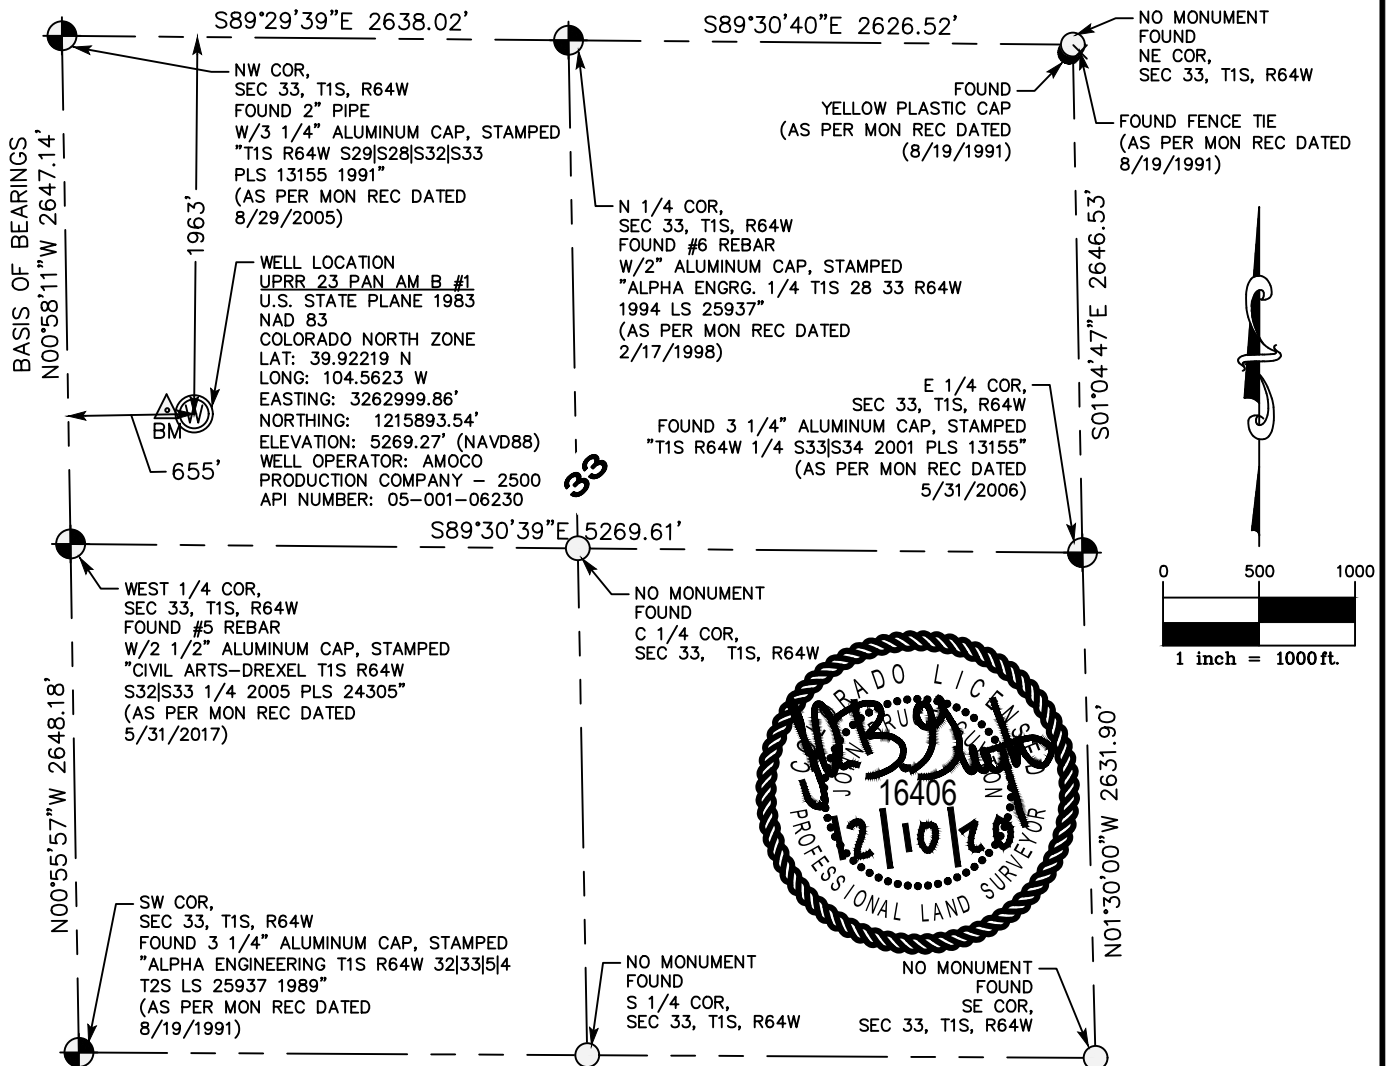 S89°29'39"E 2638.02'
S89°30'40"E 2626.52'
NO MONUMENT
FOUND
NE COR,
SEC 33, T1S, R64W
NW COR,
SEC 33, T1S, R64W
FOUND 2" PIPE
W/3 1/4" ALUMINUM CAP, STAMPED
"T1S R64W S29|S28|S32|S33
PLS 13155 1991"
(AS PER MON REC DATED
8/29/2005)
FOUND
YELLOW PLASTIC CAP
(AS PER MON REC DATED
(8/19/1991)
FOUND FENCE TIE
(AS PER MON REC DATED
8/19/1991)
BASIS OF BEARINGS
N00°58'11"W 2647.14'
1963'
N 1/4 COR,
SEC 33, T1S, R64W
FOUND #6 REBAR
W/2" ALUMINUM CAP, STAMPED
"ALPHA ENGRG. 1/4 T1S 28 33 R64W
1994 LS 25937"
(AS PER MON REC DATED
2/17/1998)
S01°04'47"E 2646.53'
WELL LOCATION
UPRR 23 PAN AM B #1
U.S. STATE PLANE 1983
NAD 83
COLORADO NORTH ZONE
LAT: 39.92219 N
LONG: 104.5623 W
EASTING: 3262999.86'
NORTHING: 1215893.54'
ELEVATION: 5269.27' (NAVD88)
WELL OPERATOR: AMOCO
PRODUCTION COMPANY – 2500
API NUMBER: 05–001–06230
W
BM
655'
E 1/4 COR,
SEC 33, T1S, R64W
FOUND 3 1/4" ALUMINUM CAP, STAMPED
"T1S R64W 1/4 S33|S34 2001 PLS 13155"
(AS PER MON REC DATED
5/31/2006)
33
S89°30'39"E 5269.61'
0 500 1000
1 inch = 1000 ft.
WEST 1/4 COR,
SEC 33, T1S, R64W
FOUND #5 REBAR
W/2 1/2" ALUMINUM CAP, STAMPED
"CIVIL ARTS–DREXEL T1S R64W
S32|S33 1/4 2005 PLS 24305"
(AS PER MON REC DATED
5/31/2017)
NO MONUMENT
FOUND
C 1/4 COR,
SEC 33, T1S, R64W
N00°55'57"W 2648.18'
COLORADO LICENSED
JOHN
16406
12/10/20
PROFESSIONAL LAND SURVEYOR
N01°30'00"W 2631.90'
SW COR,
SEC 33, T1S, R64W
FOUND 3 1/4" ALUMINUM CAP, STAMPED
"ALPHA ENGINEERING T1S R64W 32|33|5|4
T2S LS 25937 1989"
(AS PER MON REC DATED
8/19/1991)
NO MONUMENT
FOUND
S 1/4 COR,
SEC 33, T1S, R64W
NO MONUMENT
FOUND
SE COR,
SEC 33, T1S, R64W